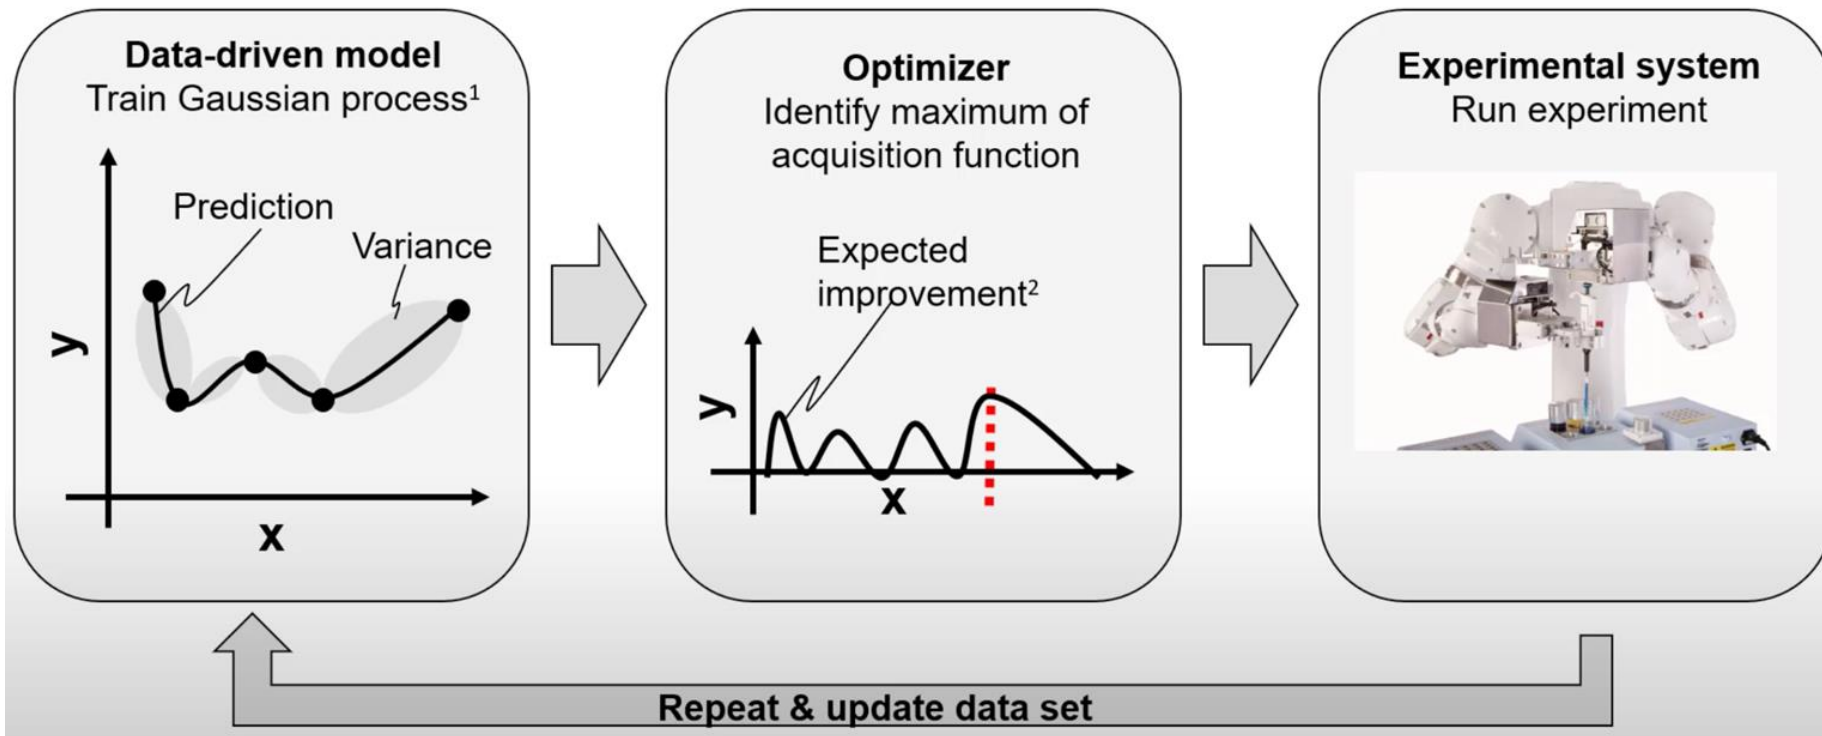 Data-driven model
Train Gaussian process¹
Prediction
Variance
y
x
Optimizer
Identify maximum of
acquisition function
Expected
improvement²
y
x
Experimental system
Run experiment
Repeat & update data set